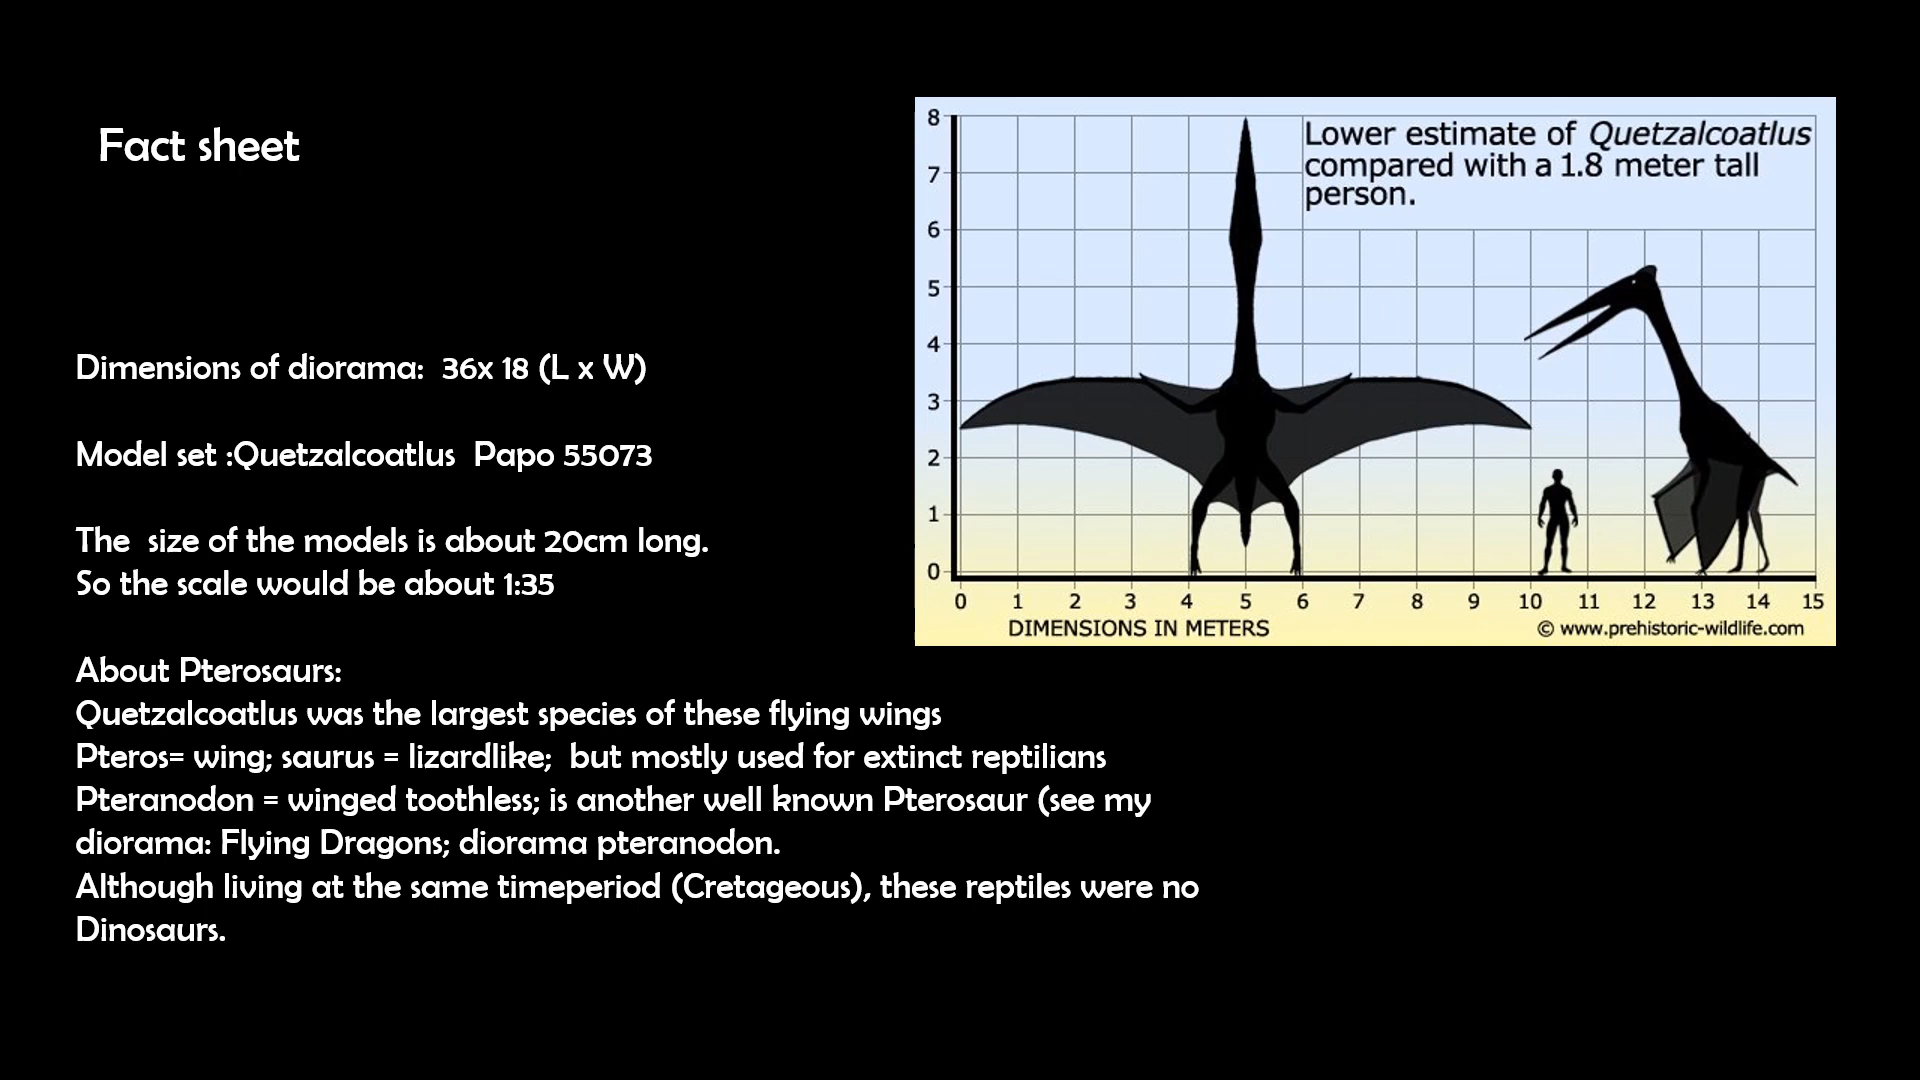 Fact sheet
Dimensions of diorama:  36x 18 (L x W)
Model set :Quetzalcoatlus  Papo 55073
The  size of the models is about 20cm long.
So the scale would be about 1:35
About Pterosaurs:
Quetzalcoatlus was the largest species of these flying wings
Pteros= wing; saurus = lizardlike;  but mostly used for extinct reptilians
Pteranodon = winged toothless; is another well known Pterosaur (see my
diorama: Flying Dragons; diorama pteranodon.
Although living at the same timeperiod (Cretageous), these reptiles were no
Dinosaurs.
Lower estimate of Quetzalcoatlus
compared with a 1.8 meter tall
person.
8
7
6
5
4
3
2
1
0
0 1 2 3 4 5 6 7 8 9 10 11 12 13 14 15
DIMENSIONS IN METERS
© www.prehistoric-wildlife.com